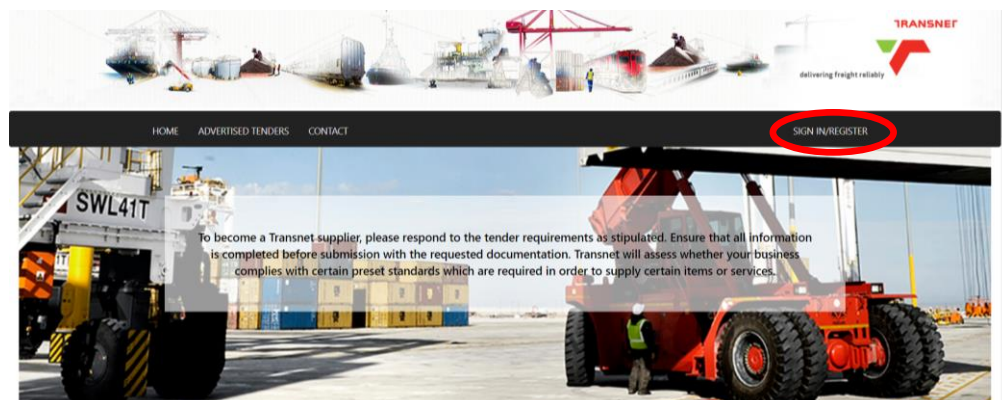 TRANSNET
delivering freight reliably
HOME ADVERTISED TENDERS CONTACT SIGN IN/REGISTER
SWL41T
To become a Transnet supplier, please respond to the tender requirements as stipulated. Ensure that all information
is completed before submission with the requested documentation. Transnet will assess whether your business
complies with certain preset standards which are required in order to supply certain items or services.